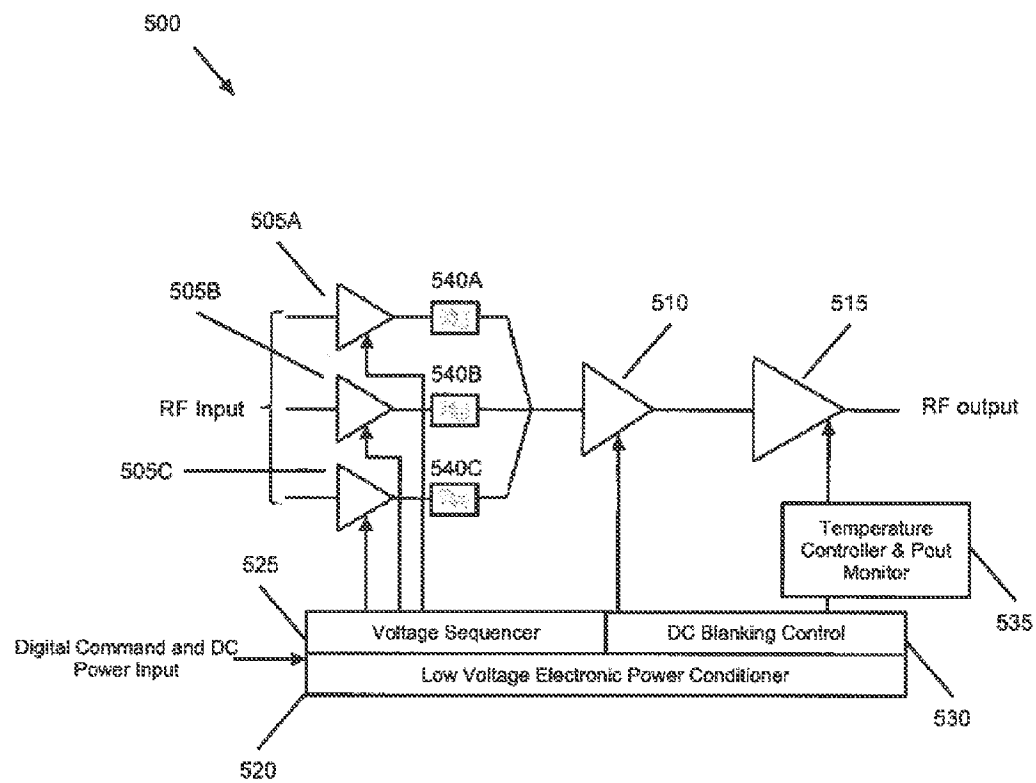 500
505A
505B
540A
510
515
RF Input
540B
RF output
505C
540C
525
Temperature
Controller & Pout
Monitor
535
Voltage Sequencer
DC Blanking Control
Digital Command and DC
Power Input
Low Voltage Electronic Power Conditioner
530
520